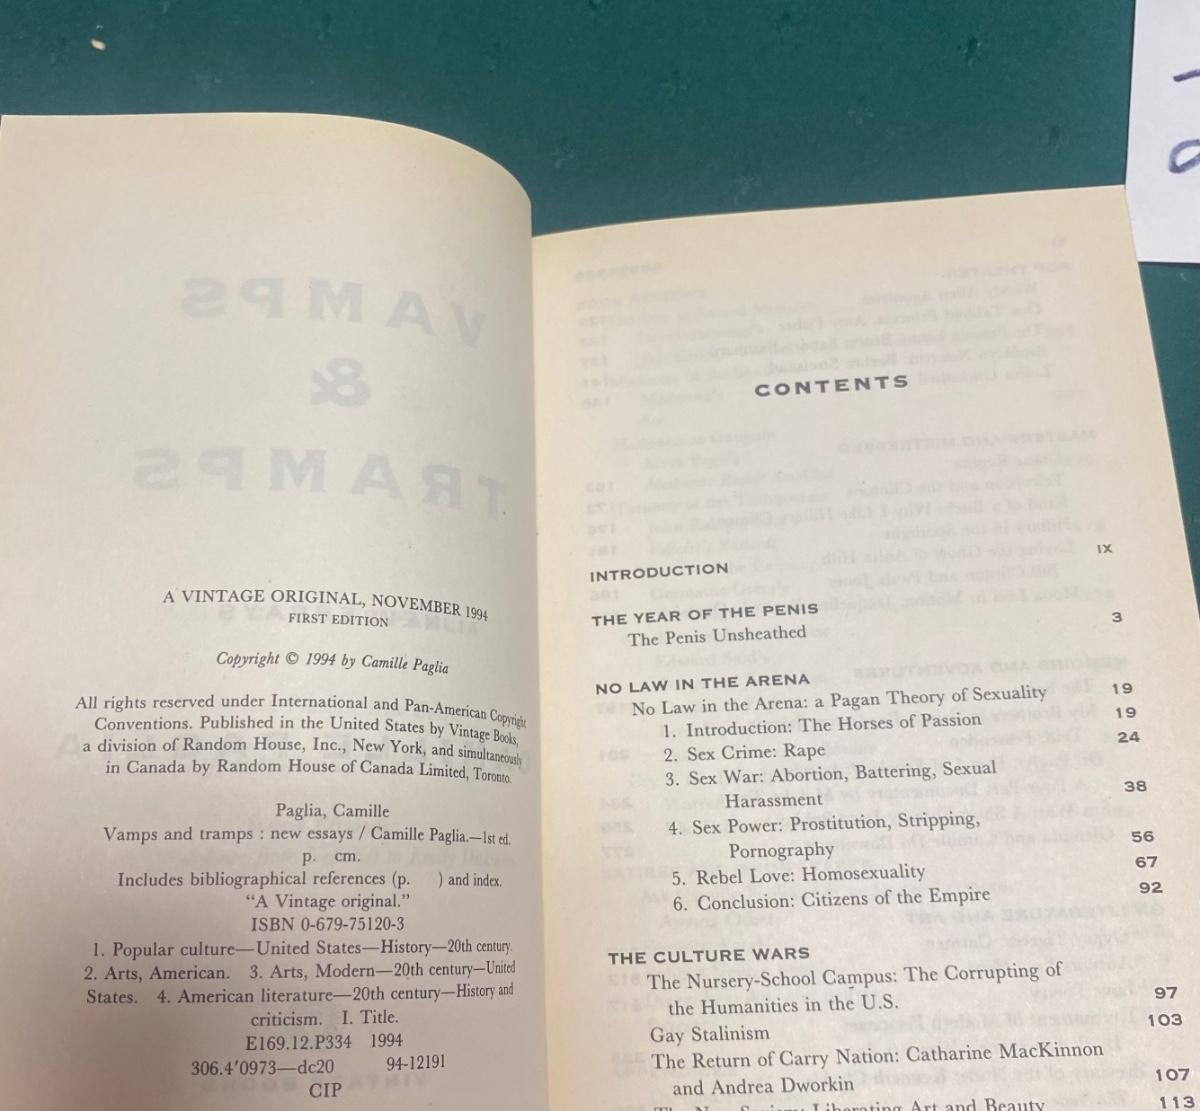 VAMPS
&
TRAMPS
A VINTAGE ORIGINAL, NOVEMBER 1994
FIRST EDITION
Copyright © 1994 by Camille Paglia
All rights reserved under International and Pan-American Copyright
Conventions. Published in the United States by Vintage Books,
a division of Random House, Inc., New York, and simultaneously
in Canada by Random House of Canada Limited, Toronto.
Paglia, Camille
Vamps and tramps : new essays / Camille Paglia.—1st ed.
p. cm.
Includes bibliographical references (p. ) and index.
“A Vintage original.”
ISBN 0-679-75120-3
1. Popular culture—United States—History—20th century.
2. Arts, American. 3. Arts, Modern—20th century—United
States. 4. American literature—20th century—History and
criticism. I. Title.
E169.12.P334 1994
306.4′0973—dc20 94-12191
CIP
CONTENTS
INTRODUCTION IX
THE YEAR OF THE PENIS
The Penis Unsheathed 3
NO LAW IN THE ARENA
No Law in the Arena: a Pagan Theory of Sexuality 19
1. Introduction: The Horses of Passion 19
2. Sex Crime: Rape 24
3. Sex War: Abortion, Battering, Sexual
Harassment 38
4. Sex Power: Prostitution, Stripping,
Pornography 56
5. Rebel Love: Homosexuality 67
6. Conclusion: Citizens of the Empire 92
THE CULTURE WARS
The Nursery-School Campus: The Corrupting of
the Humanities in the U.S. 97
Gay Stalinism 103
The Return of Carry Nation: Catharine MacKinnon
and Andrea Dworkin 107
Liberating Art and Beauty 113